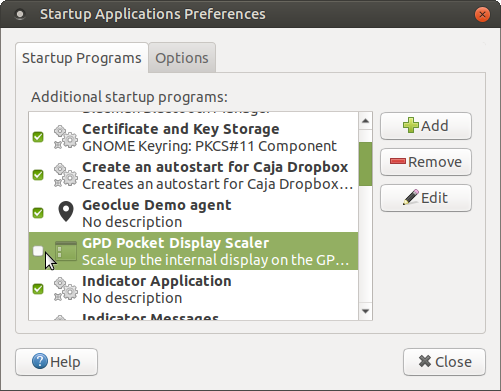 Startup Applications Preferences
Startup Programs
Options
Additional startup programs:
Certificate and Key Storage
GNOME Keyring: PKCS#11 Component
Create an autostart for Caja Dropbox
Creates an autostart for Caja Dropbox…
Geoclue Demo agent
No description
GPD Pocket Display Scaler
Scale up the internal display on the GP…
Indicator Application
No description
Indicator Messages
Add
Remove
Edit
Help
Close